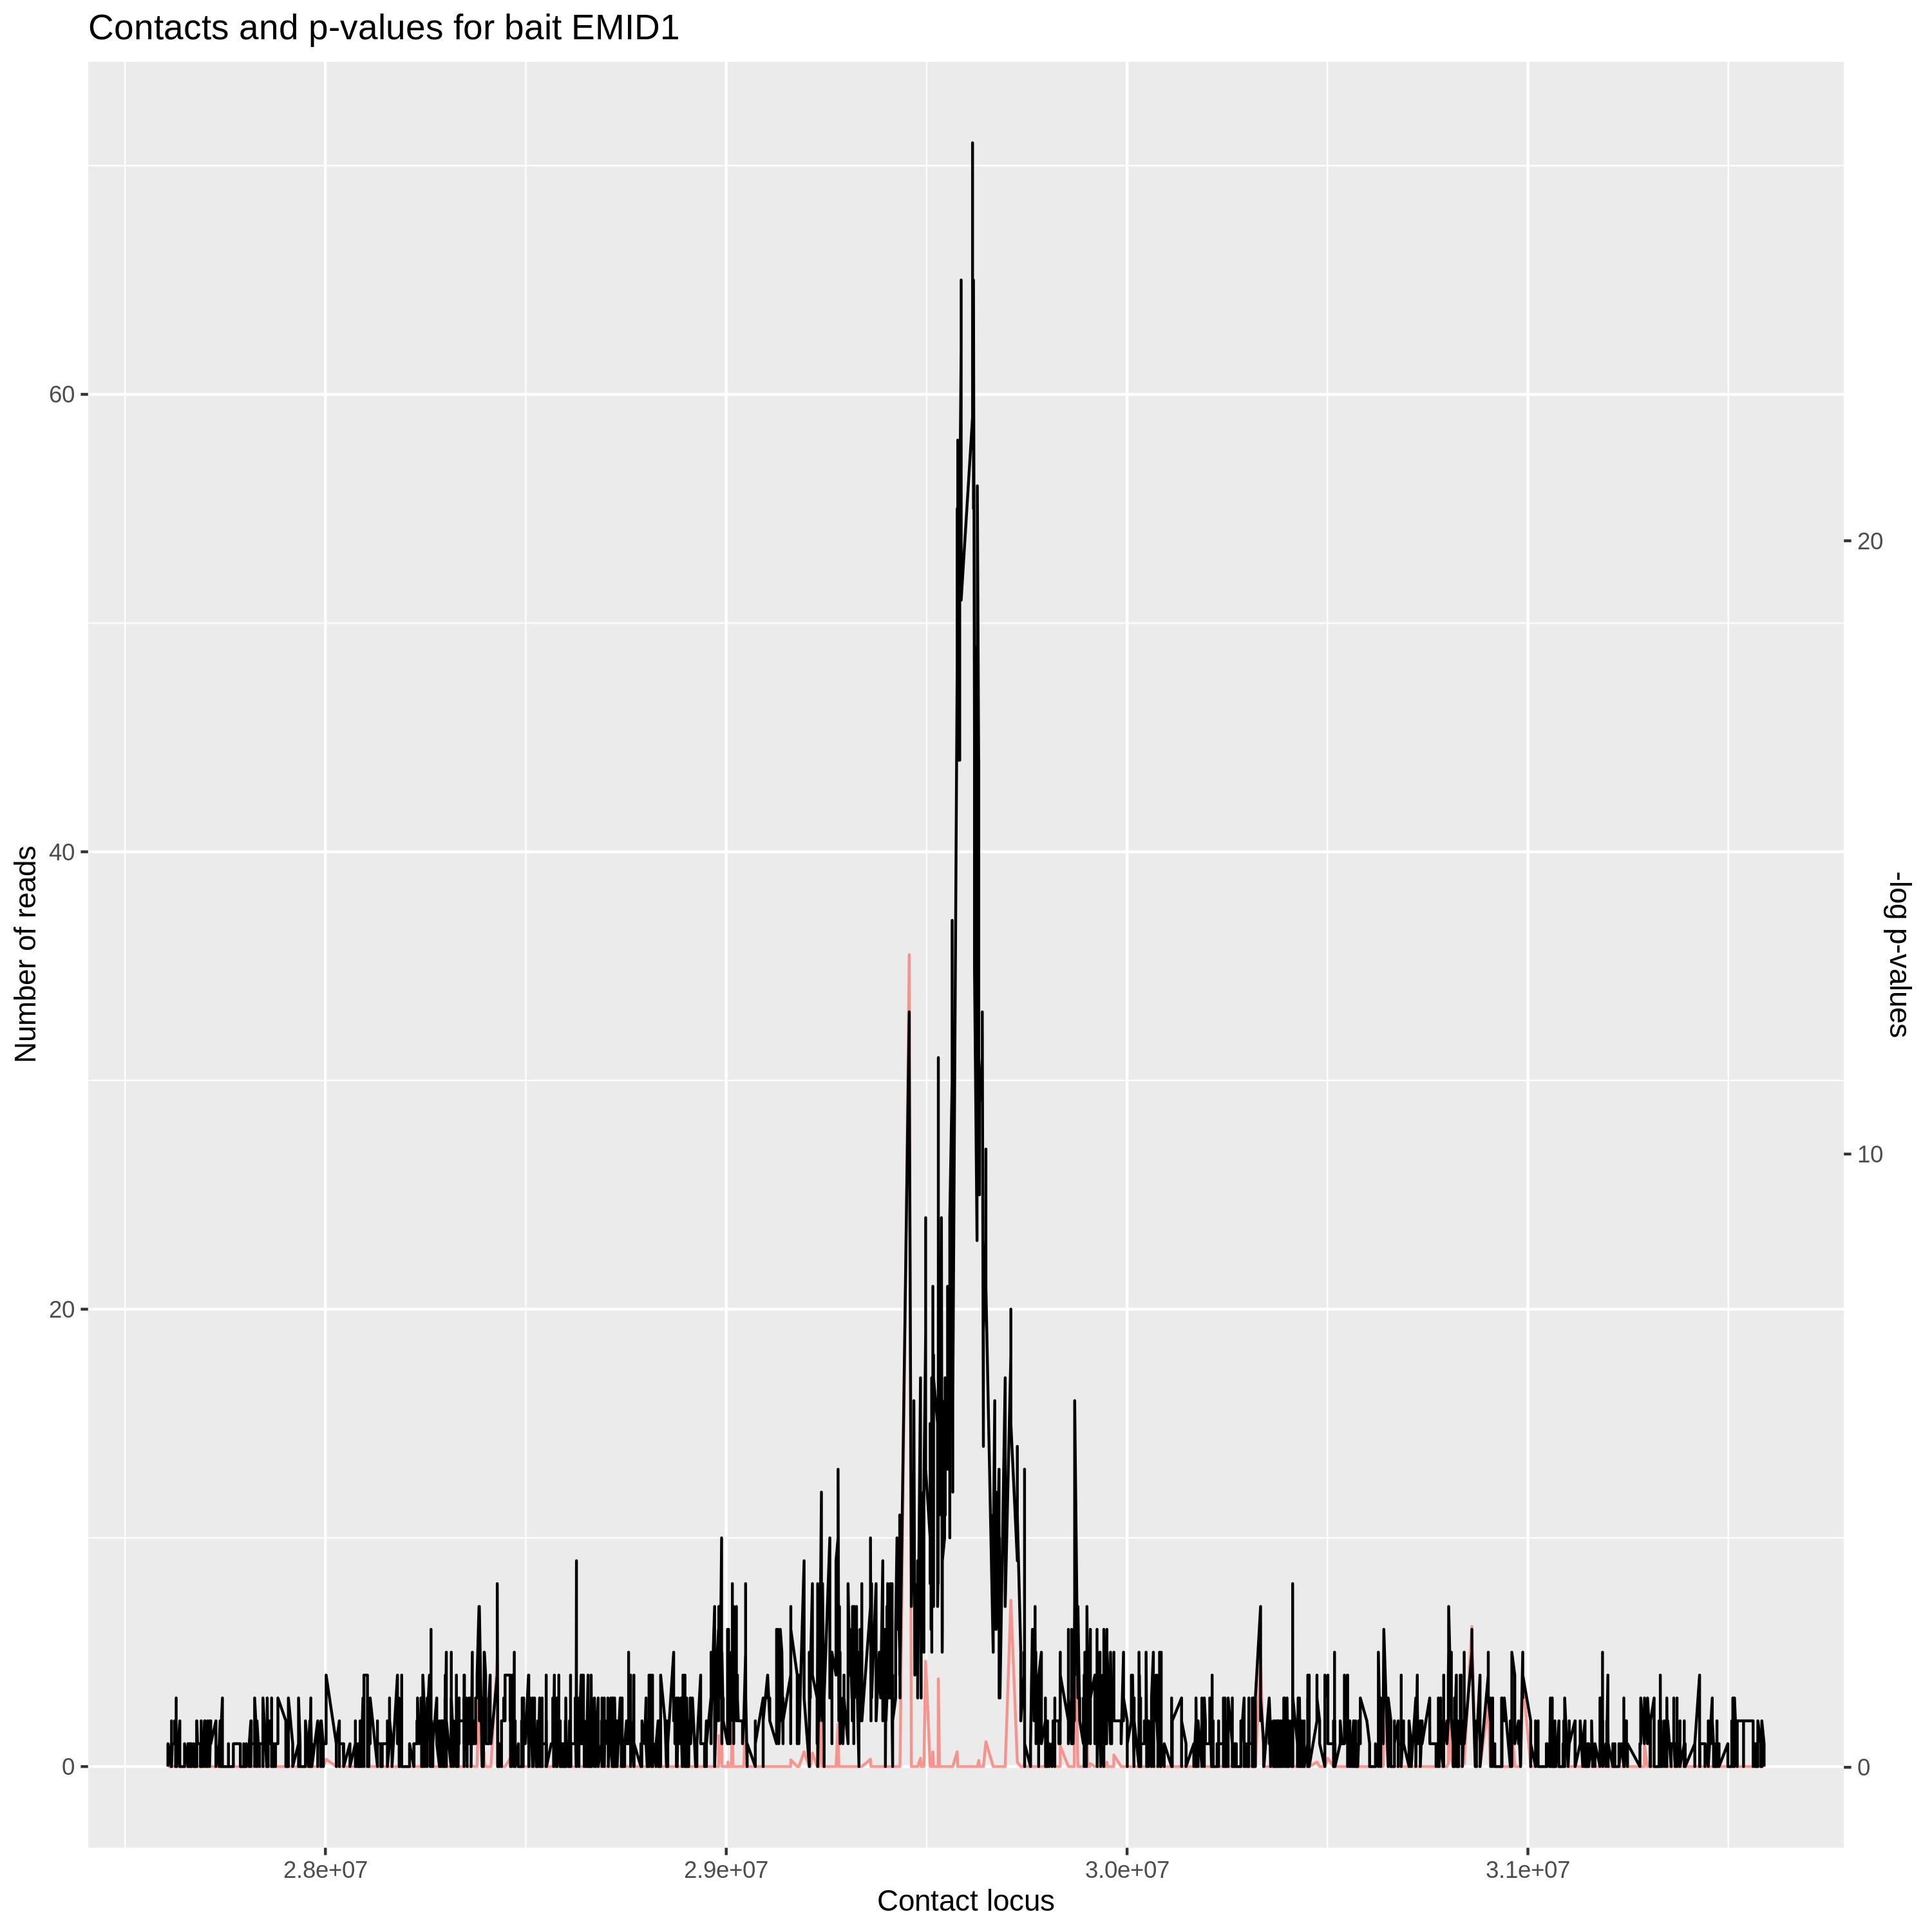 Contacts and p-values for bait EMID1
Number of reads
60
40
20
0
20
10
0
-log p-values
2.8e+07
2.9e+07
3.0e+07
3.1e+07
Contact locus